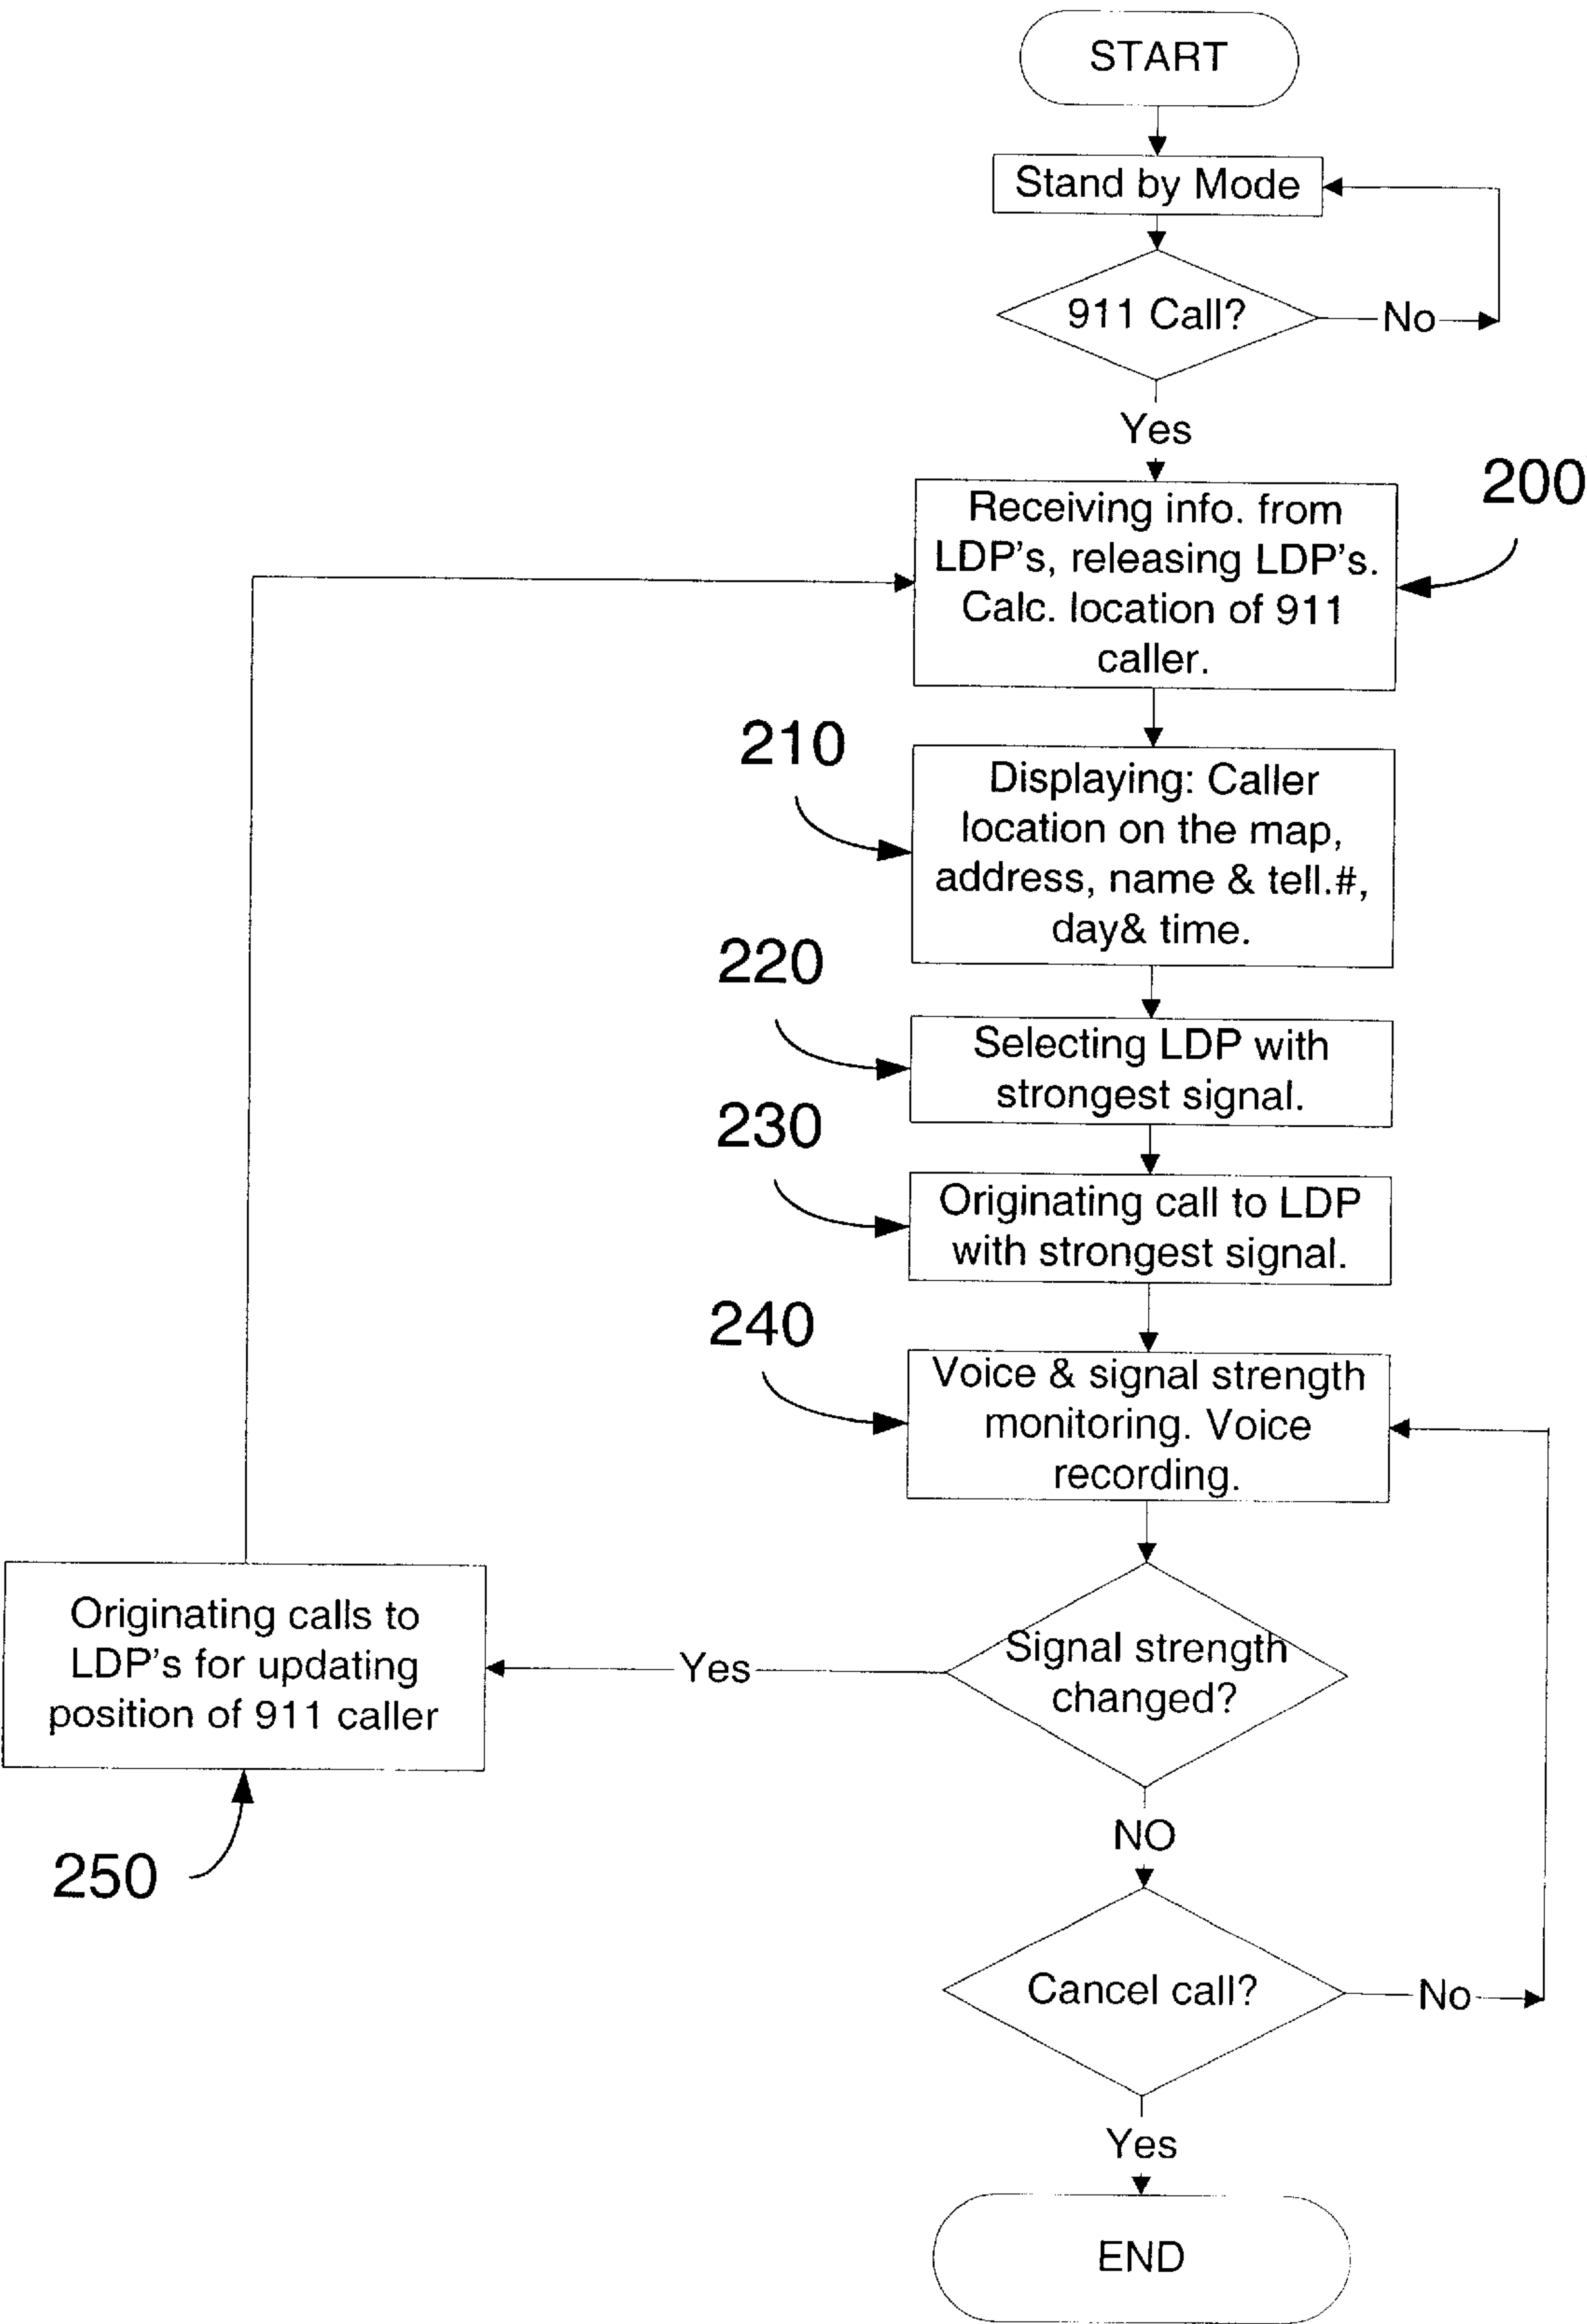 START
Stand by Mode
911 Call?
No
Yes
200
Receiving info. from
LDP's, releasing LDP's.
Calc. location of 911
caller.
210
Displaying: Caller
location on the map,
address, name & tell.#,
day& time.
220
Selecting LDP with
strongest signal.
230
Originating call to LDP
with strongest signal.
240
Voice & signal strength
monitoring. Voice
recording.
Signal strength
changed?
Yes
Originating calls to
LDP's for updating
position of 911 caller
250
NO
Cancel call?
No
Yes
END